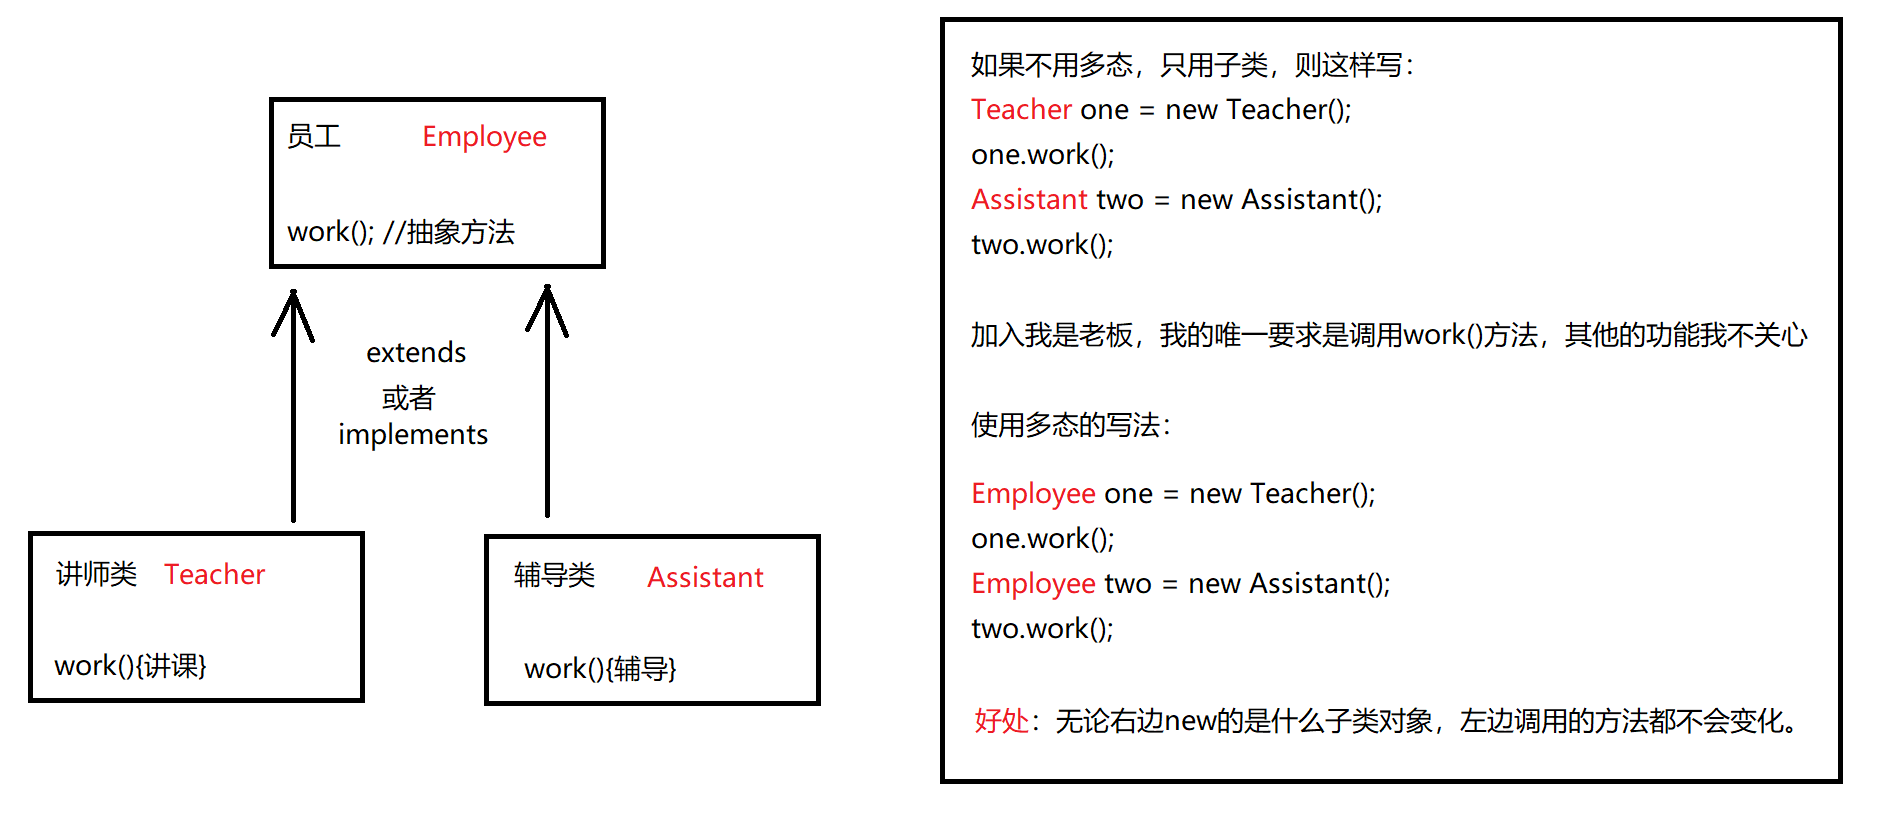 员工 Employee
work(); //抽象方法
extends
或者
implements
讲师类 Teacher
work(){讲课}
辅导类 Assistant
work(){辅导}
如果不用多态，只用子类，则这样写：
Teacher one = new Teacher();
one.work();
Assistant two = new Assistant();
two.work();
加入我是老板，我的唯一要求是调用work()方法，其他的功能我不关心
使用多态的写法：
Employee one = new Teacher();
one.work();
Employee two = new Assistant();
two.work();
好处：无论右边new的是什么子类对象，左边调用的方法都不会变化。